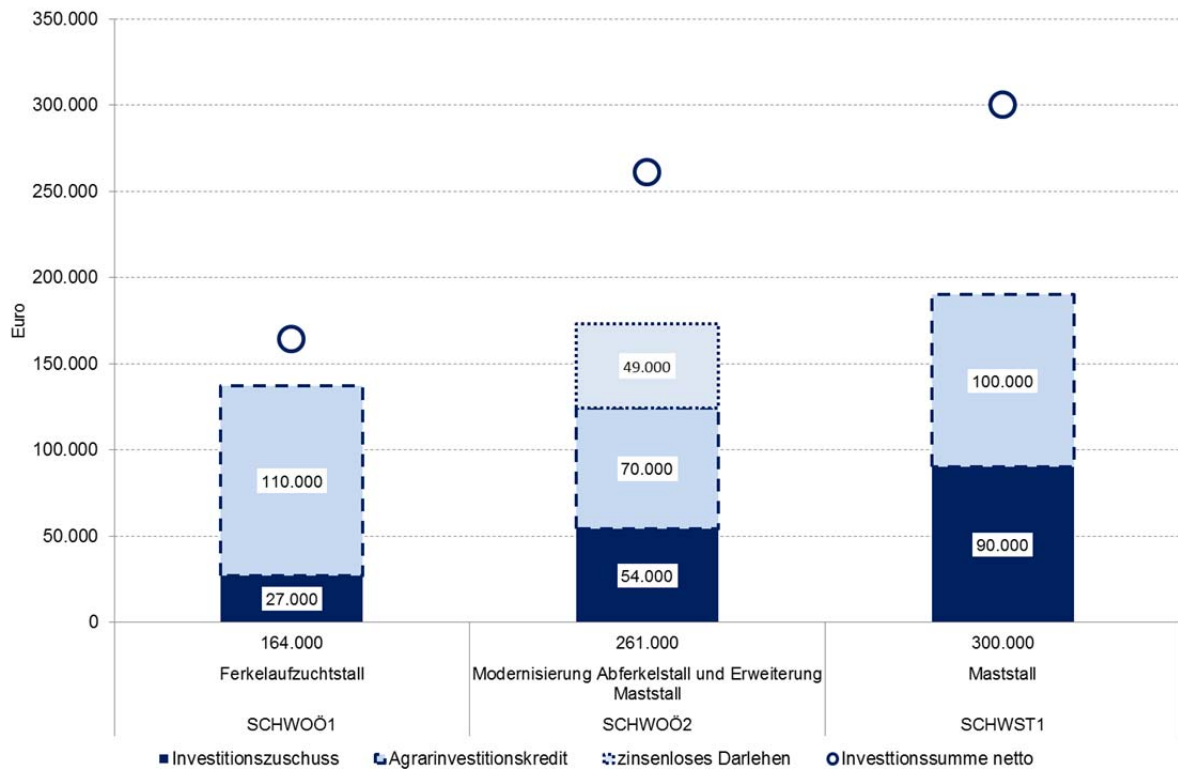 350.000
300.000
250.000
200.000
150.000
100.000
50.000
0
Euro
49.000
110.000
70.000
100.000
27.000
54.000
90.000
164.000
261.000
300.000
Ferkelaufzuchtstall
Modernisierung Abferkelstall und Erweiterung
Maststall
Maststall
SCHWOÖ1
SCHWOÖ2
SCHWST1
Investitionszuschuss
Agrarinvestitionskredit
zinsenloses Darlehen
Investtionssumme netto